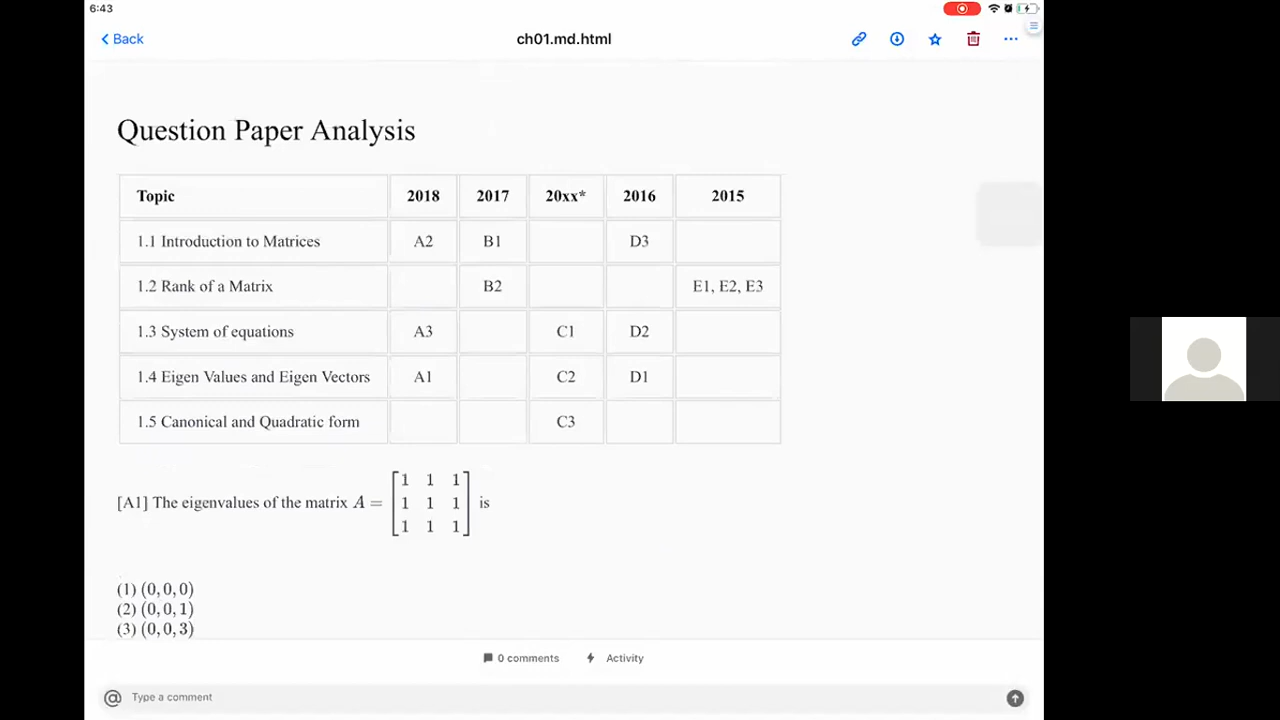 6:43
Back
ch01.md.html
Question Paper Analysis
Topic 2018 2017 20xx* 2016 2015
1.1 Introduction to Matrices A2 B1 D3
1.2 Rank of a Matrix B2 E1, E2, E3
1.3 System of equations A3 C1 D2
1.4 Eigen Values and Eigen Vectors A1 C2 D1
1.5 Canonical and Quadratic form C3
1 1 1
[A1] The eigenvalues of the matrix A = 1 1 1 is
1 1 1
(1) (0, 0, 0)
(2) (0, 0, 1)
(3) (0, 0, 3)
0 comments Activity
@ Type a comment